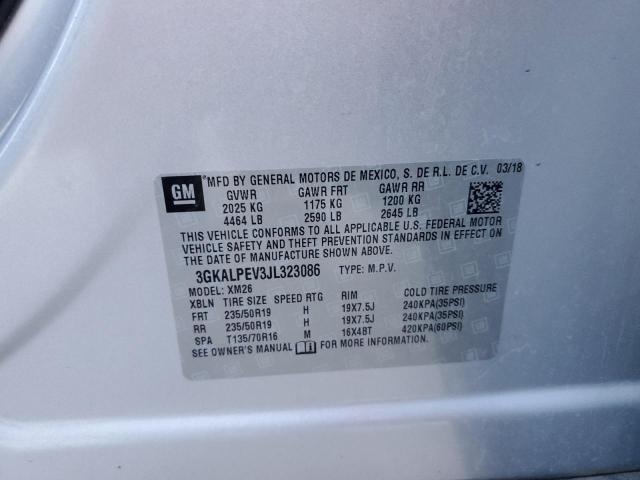 GM
MFD BY GENERAL MOTORS DE MEXICO, S. DE R.L. DE C.V. 03/18
GVWR GAWR FRT GAWR RR
2025 KG 1175 KG 1200 KG
4464 LB 2590 LB 2645 LB
THIS VEHICLE CONFORMS TO ALL APPLICABLE U.S. FEDERAL MOTOR
VEHICLE SAFETY AND THEFT PREVENTION STANDARDS IN EFFECT ON THE
DATE OF MANUFACTURE SHOWN ABOVE.
3GKALPEV3JL323086 TYPE: M.P.V.
MODEL: XM26
XBLN TIRE SIZE SPEED RTG RIM COLD TIRE PRESSURE
FRT 235/50R19 H 19X7.5J 240KPA(35PSI)
RR 235/50R19 H 19X7.5J 240KPA(35PSI)
SPA T135/70R16 M 16X4BT 420KPA(60PSI)
SEE OWNER'S MANUAL FOR MORE INFORMATION.